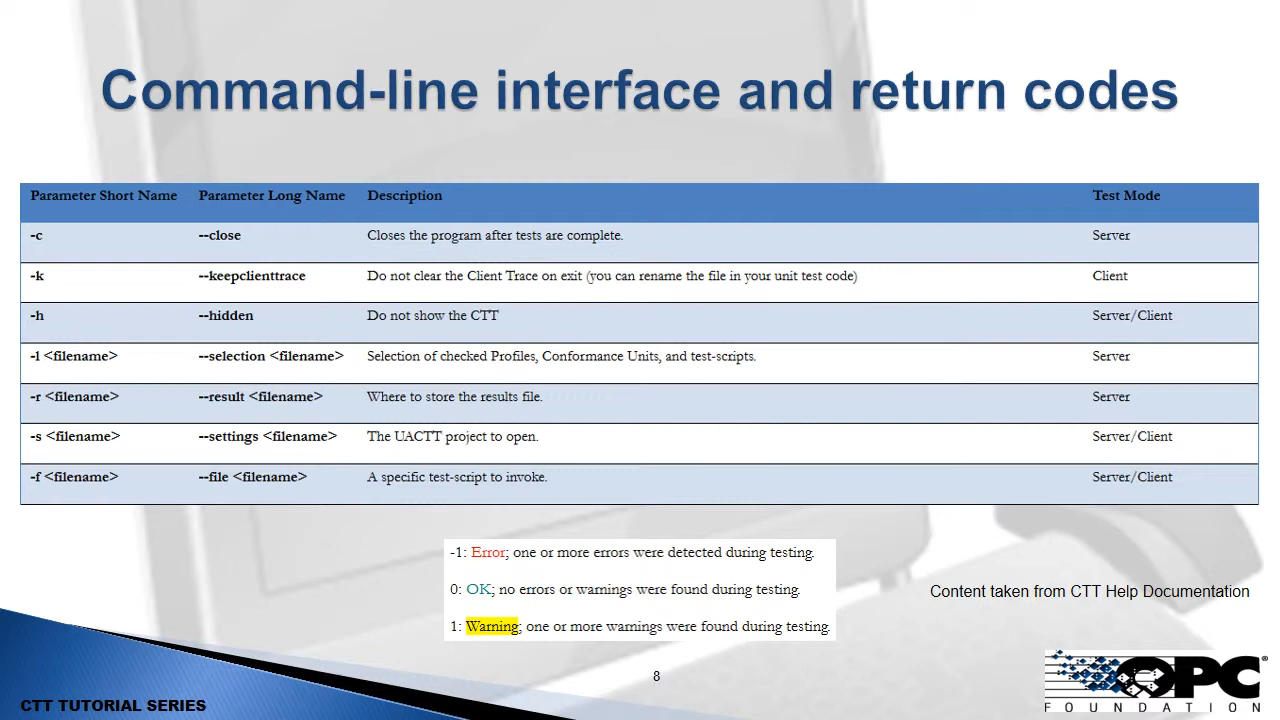 Command-line interface and return codes
Parameter Short Name Parameter Long Name Description Test Mode
-c --close Closes the program after tests are complete. Server
-k --keepclienttrace Do not clear the Client Trace on exit (you can rename the file in your unit test code) Client
-h --hidden Do not show the CTT Server/Client
-l <filename> --selection <filename> Selection of checked Profiles, Conformance Units, and test-scripts. Server
-r <filename> --result <filename> Where to store the results file. Server
-s <filename> --settings <filename> The UACTT project to open. Server/Client
-f <filename> --file <filename> A specific test-script to invoke. Server/Client
-1: Error; one or more errors were detected during testing.
0: OK; no errors or warnings were found during testing.
1: Warning; one or more warnings were found during testing.
Content taken from CTT Help Documentation
8
CTT TUTORIAL SERIES
OPC®
FOUNDATION